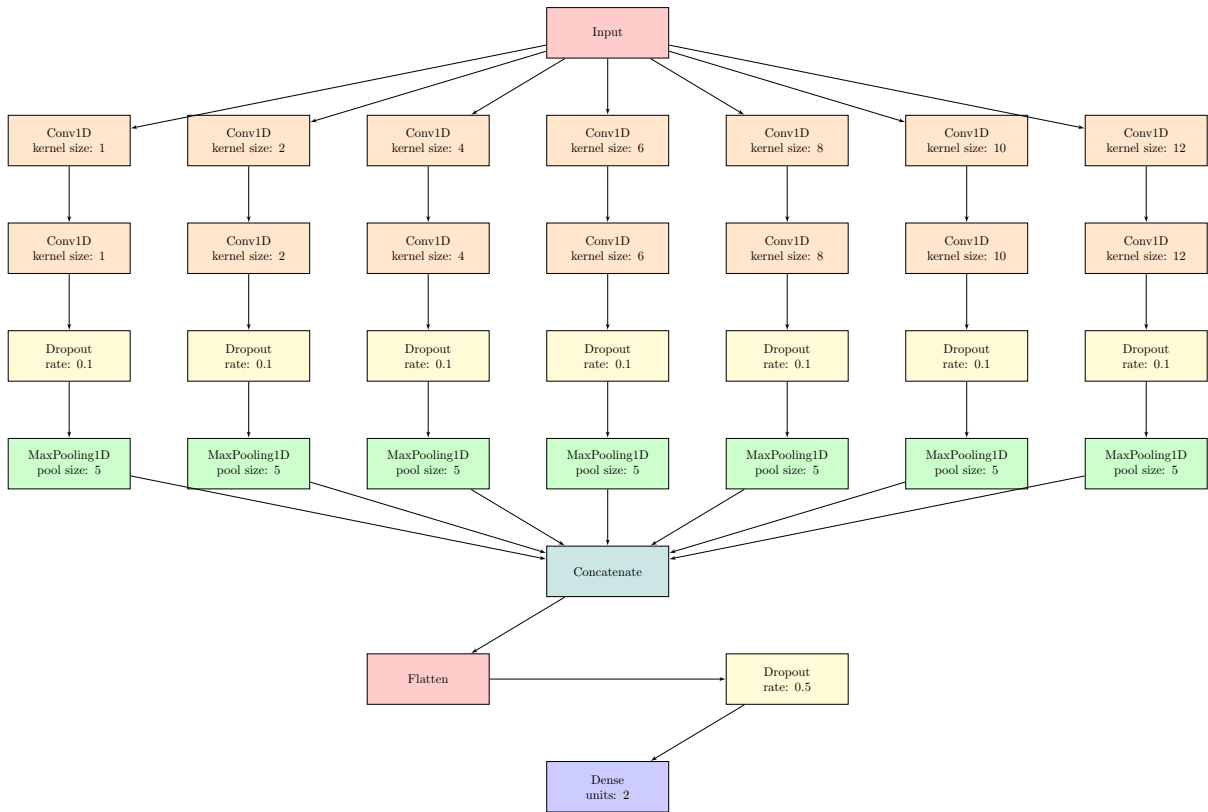 Input
Conv1D
kernel size: 1
Conv1D
kernel size: 2
Conv1D
kernel size: 4
Conv1D
kernel size: 6
Conv1D
kernel size: 8
Conv1D
kernel size: 10
Conv1D
kernel size: 12
Conv1D
kernel size: 1
Conv1D
kernel size: 2
Conv1D
kernel size: 4
Conv1D
kernel size: 6
Conv1D
kernel size: 8
Conv1D
kernel size: 10
Conv1D
kernel size: 12
Dropout
rate: 0.1
Dropout
rate: 0.1
Dropout
rate: 0.1
Dropout
rate: 0.1
Dropout
rate: 0.1
Dropout
rate: 0.1
Dropout
rate: 0.1
MaxPooling1D
pool size: 5
MaxPooling1D
pool size: 5
MaxPooling1D
pool size: 5
MaxPooling1D
pool size: 5
MaxPooling1D
pool size: 5
MaxPooling1D
pool size: 5
MaxPooling1D
pool size: 5
Concatenate
Flatten
Dropout
rate: 0.5
Dense
units: 2